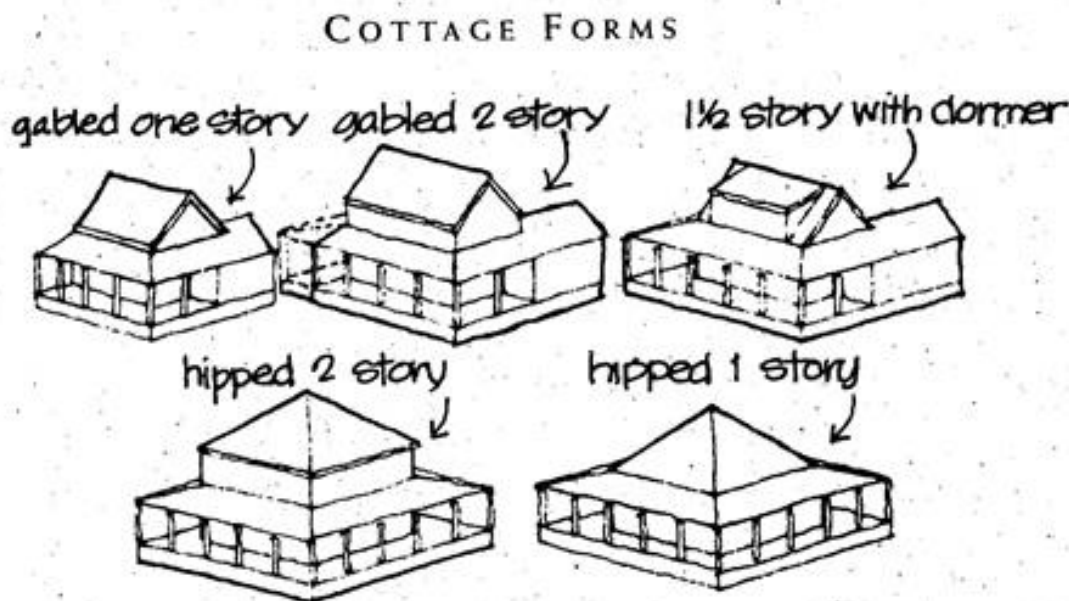 COTTAGE FORMS
gabled one story
gabled 2 story
1½ story with dormer
hipped 2 story
hipped 1 story